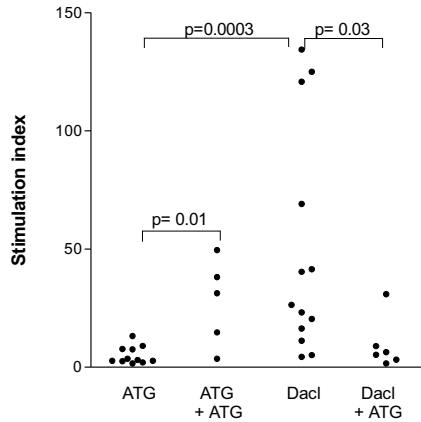 150
p=0.0003
p= 0.03
100
Stimulation index
p= 0.01
50
0
ATG
ATG
+ ATG
Dacl
Dacl
+ ATG